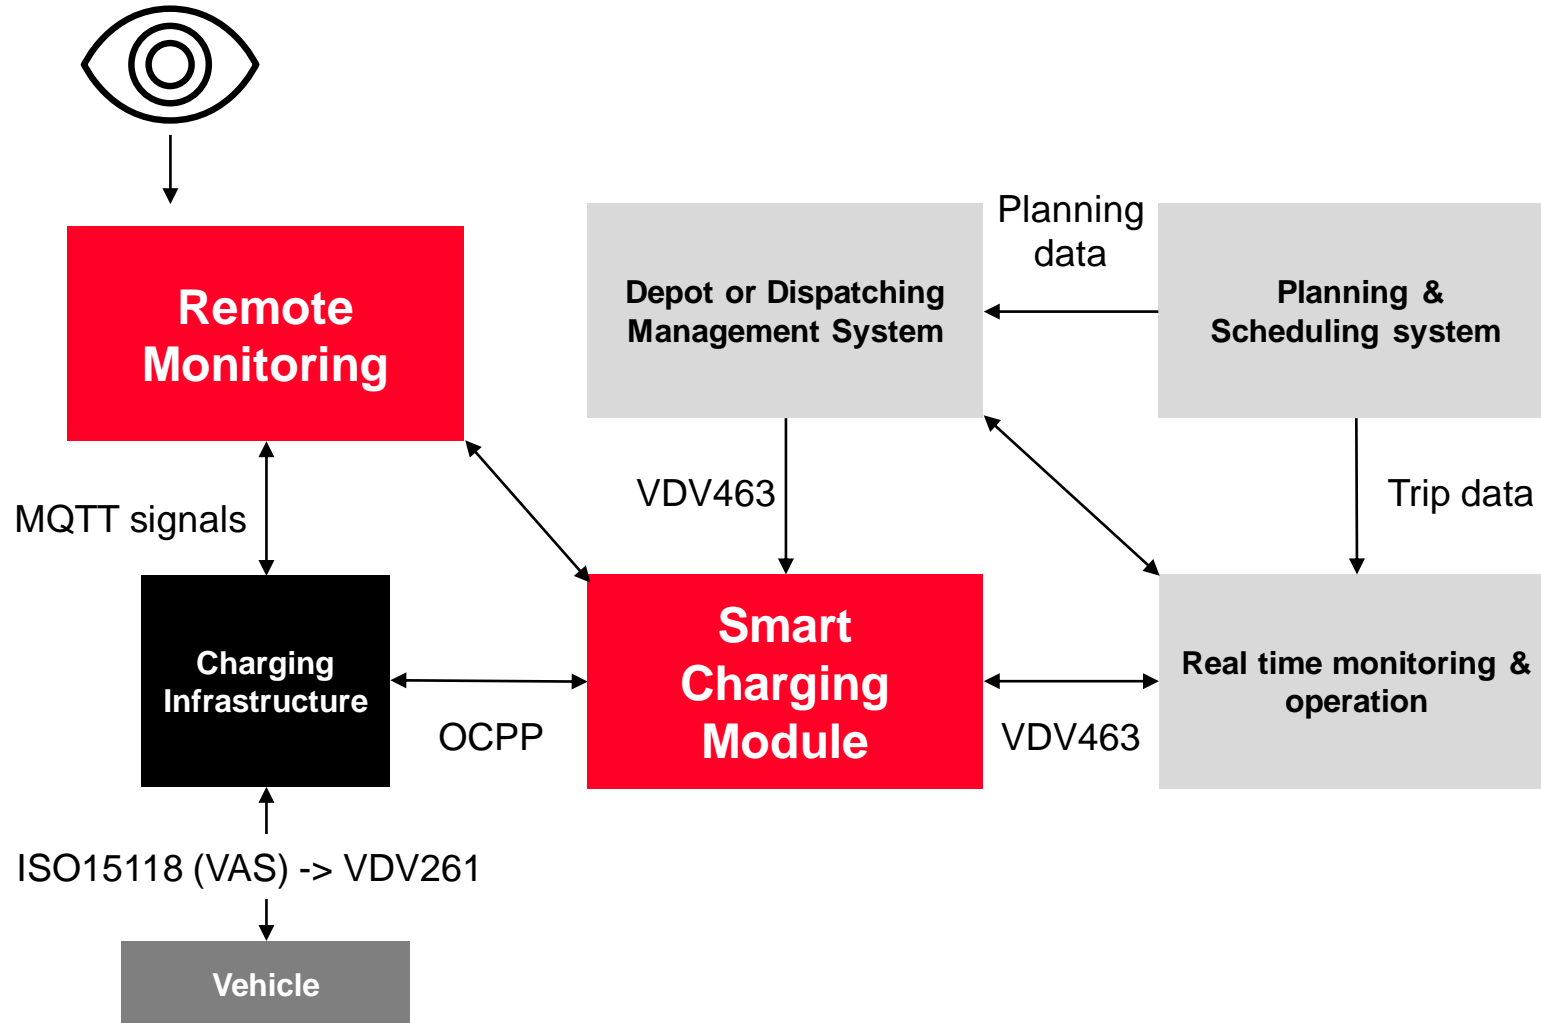 Remote
Monitoring
Depot or Dispatching
Management System
Planning
data
Planning &
Scheduling system
MQTT signals
VDV463
Trip data
Charging
Infrastructure
OCPP
Smart
Charging
Module
VDV463
Real time monitoring &
operation
ISO15118 (VAS) -> VDV261
Vehicle